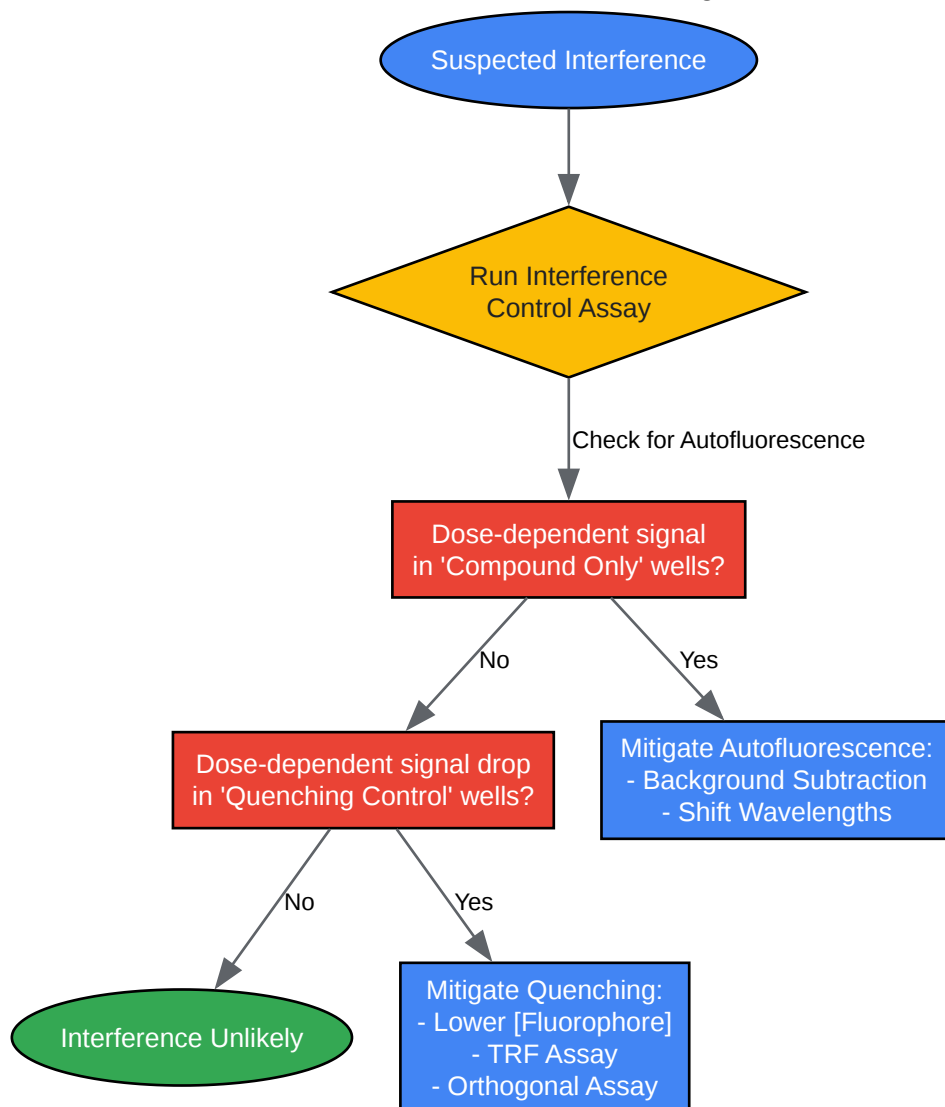 Suspected Interference
Run Interference
Control Assay
Check for Autofluorescence
Dose-dependent signal
in 'Compound Only' wells?
No
Yes
Dose-dependent signal drop
in 'Quenching Control' wells?
Mitigate Autofluorescence:
- Background Subtraction
- Shift Wavelengths
No
Yes
Interference Unlikely
Mitigate Quenching:
- Lower [Fluorophore]
- TRF Assay
- Orthogonal Assay